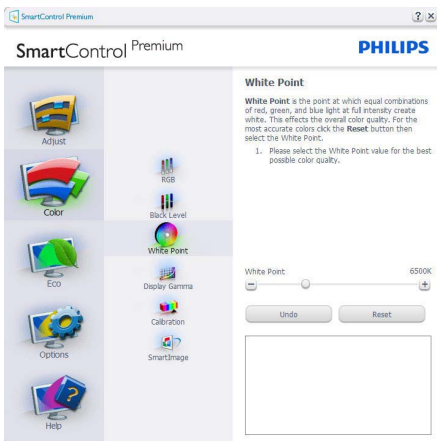 SmartControl Premium
SmartControl Premium
PHILIPS
Adjust
Color
Eco
Options
Help
RGB
Black Level
White Point
Display Gamma
Calibration
SmartImage
White Point
White Point is the point at which equal combinations
of red, green, and blue light at full intensity create
white. This effects the overall color quality. For the
most accurate colors click the Reset button then
select the White Point.
1. Please select the White Point value for the best
possible color quality.
White Point 6500K
Undo Reset